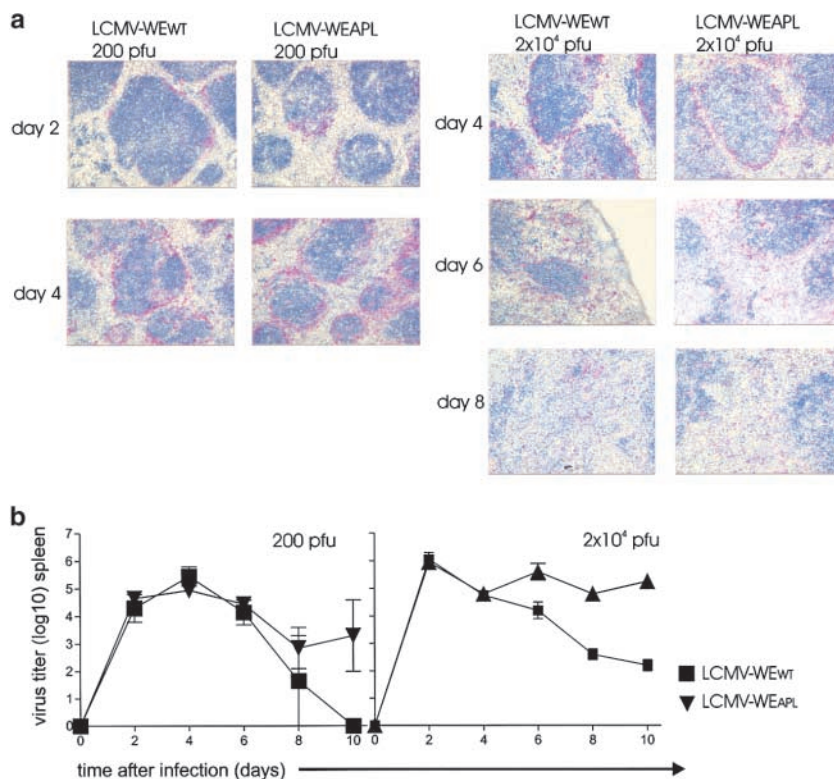 a
LCMV-WEWT
200 pfu
LCMV-WEAPL
200 pfu
day 2
day 4
LCMV-WEWT
2x10⁴ pfu
LCMV-WEAPL
2x10⁴ pfu
day 4
day 6
day 8
b
virus titer (log10) spleen
7
6
5
4
3
2
1
0
200 pfu
0 2 4 6 8 10
2x10⁴ pfu
0 2 4 6 8 10
LCMV-WEWT
LCMV-WEAPL
time after infection (days)